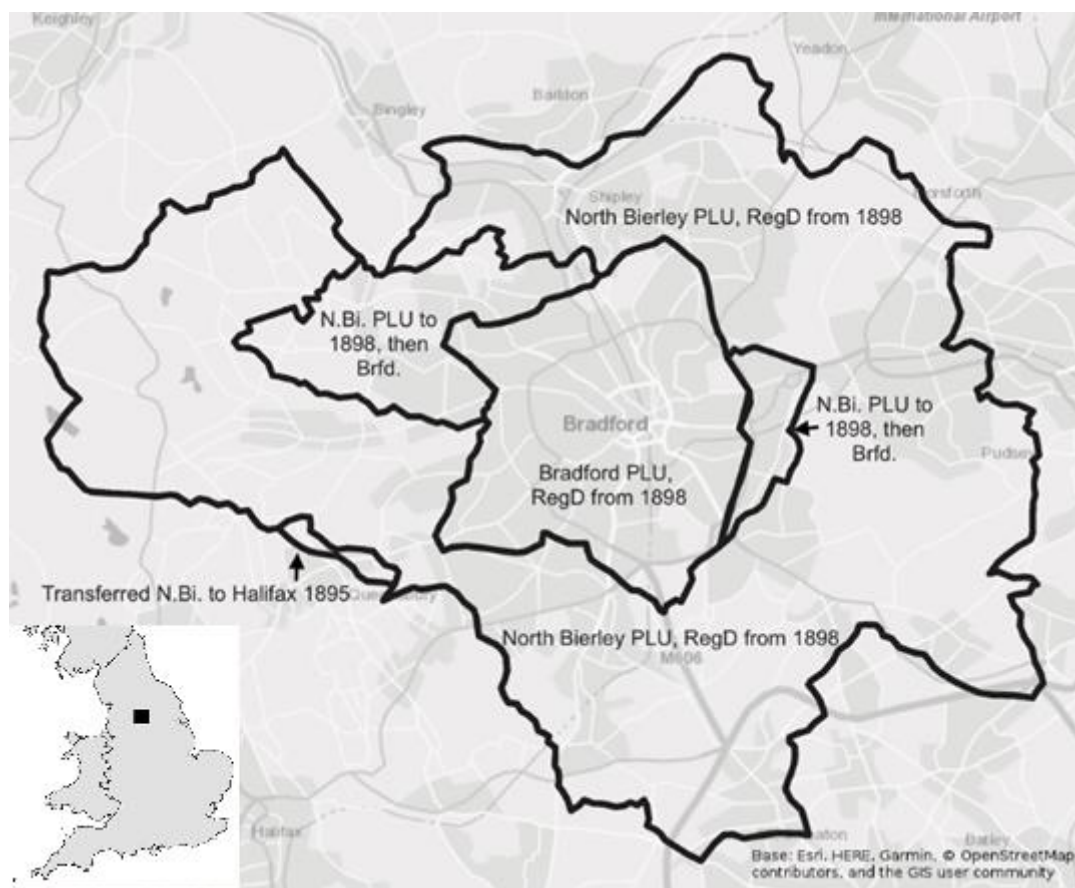 Keighley
International Airport
Yeadon
Baildon
Bingley
Shipley
North Bierley PLU, RegD from 1898
N.Bi. PLU to
1898, then
Brfd.
Bradford
N.Bi. PLU to
1898, then
Brfd.
Pudsey
Bradford PLU,
RegD from 1898
Transferred N.Bi. to Halifax 1895
North Bierley PLU, RegD from 1898
M606
Halifax
Batley
Base: Esri, HERE, Garmin, © OpenStreetMap
contributors, and the GIS user community